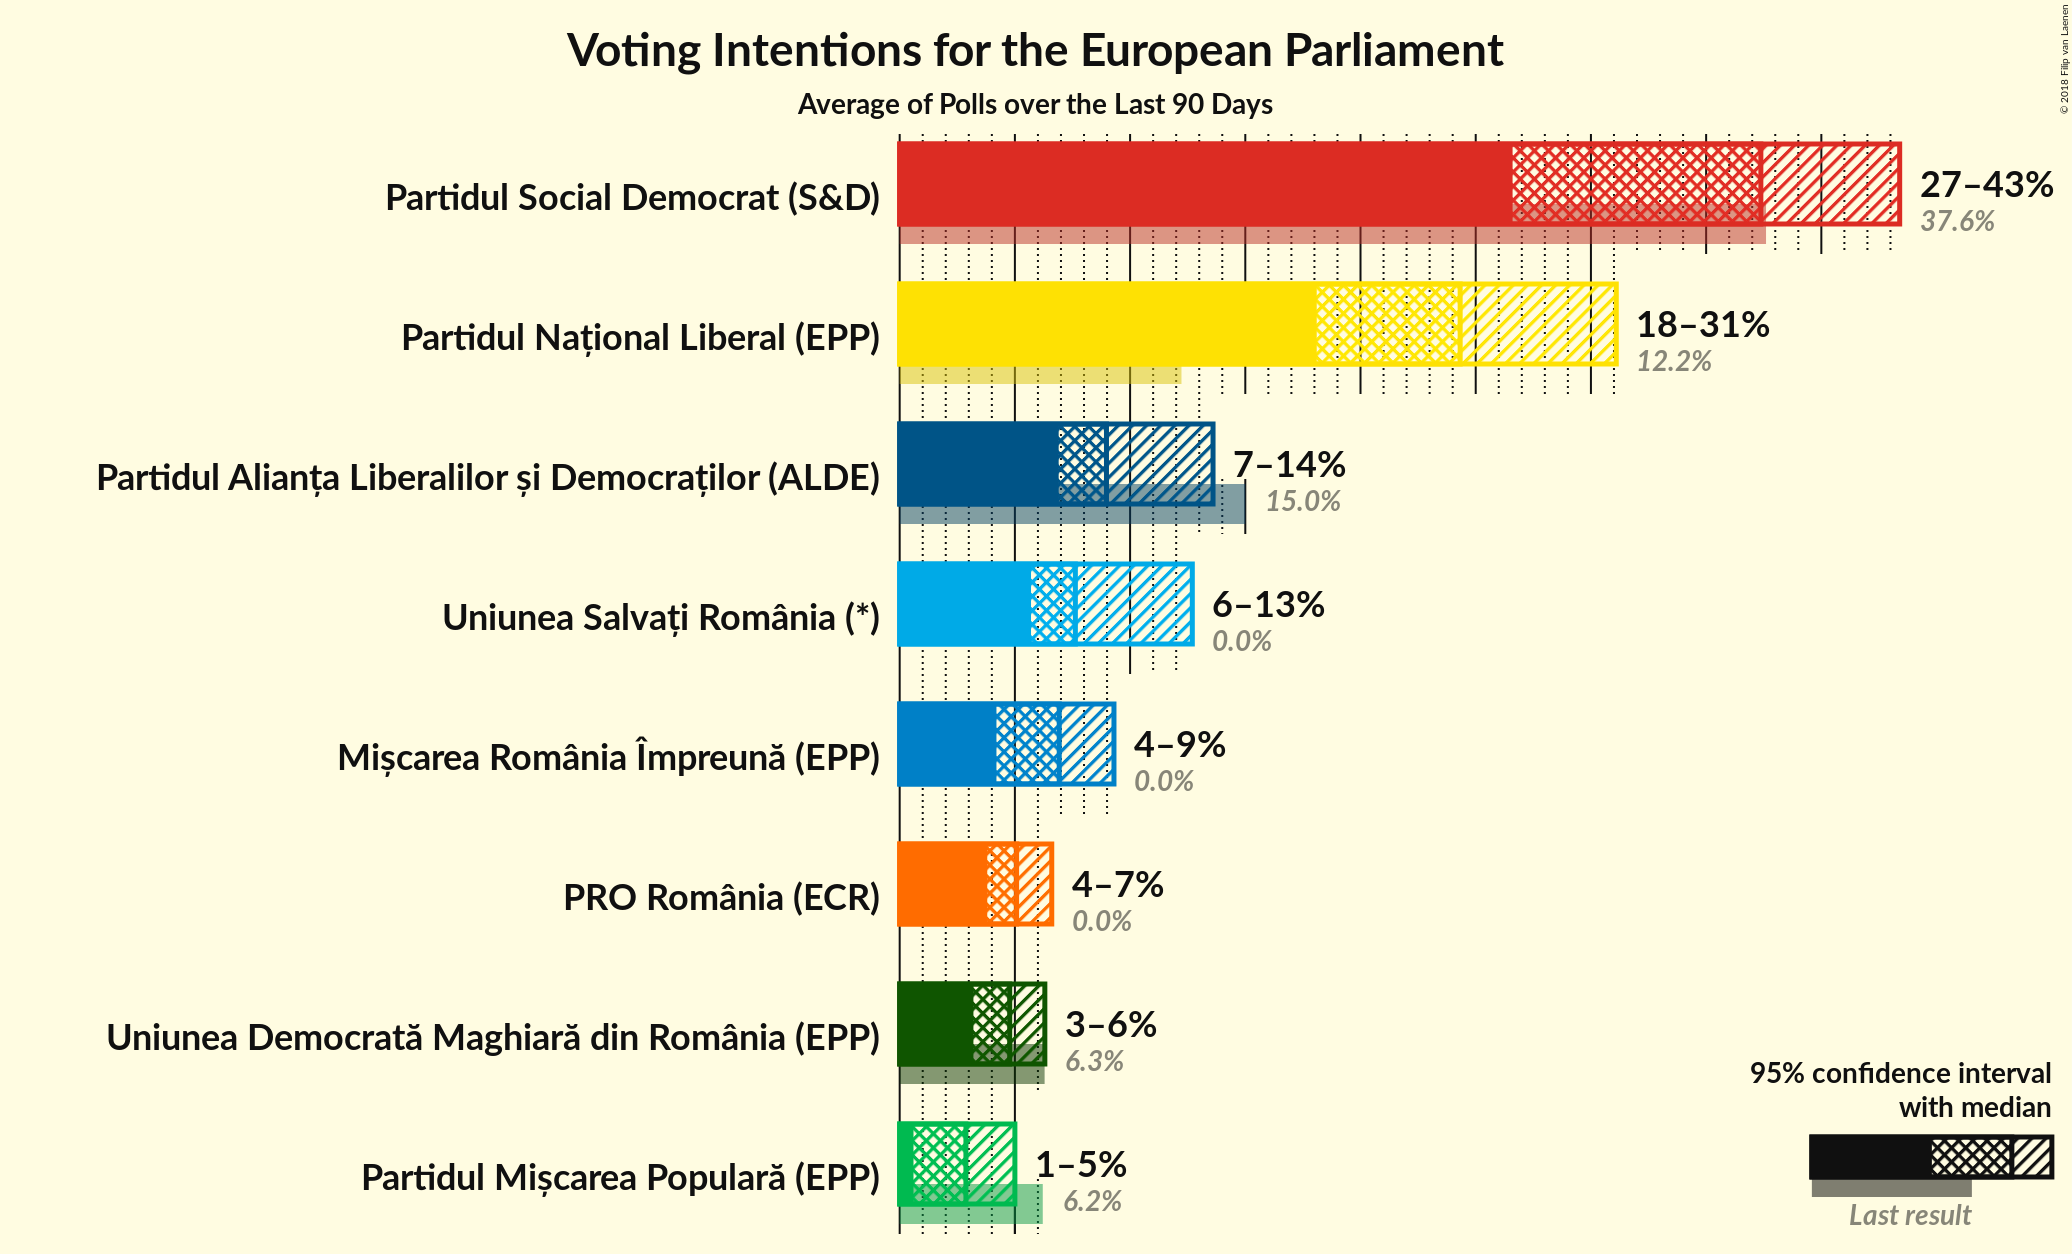 Voting Intentions for the European Parliament
Average of Polls over the Last 90 Days
© 2018 Filip van Laenen
Partidul Social Democrat (S&D)
27–43%
37.6%
Partidul Național Liberal (EPP)
18–31%
12.2%
Partidul Alianța Liberalilor și Democraților (ALDE)
7–14%
15.0%
Uniunea Salvați România (*)
6–13%
0.0%
Mișcarea România Împreună (EPP)
4–9%
0.0%
PRO România (ECR)
4–7%
0.0%
Uniunea Democrată Maghiară din România (EPP)
3–6%
6.3%
Partidul Mișcarea Populară (EPP)
1–5%
6.2%
95% confidence interval
with median
Last result